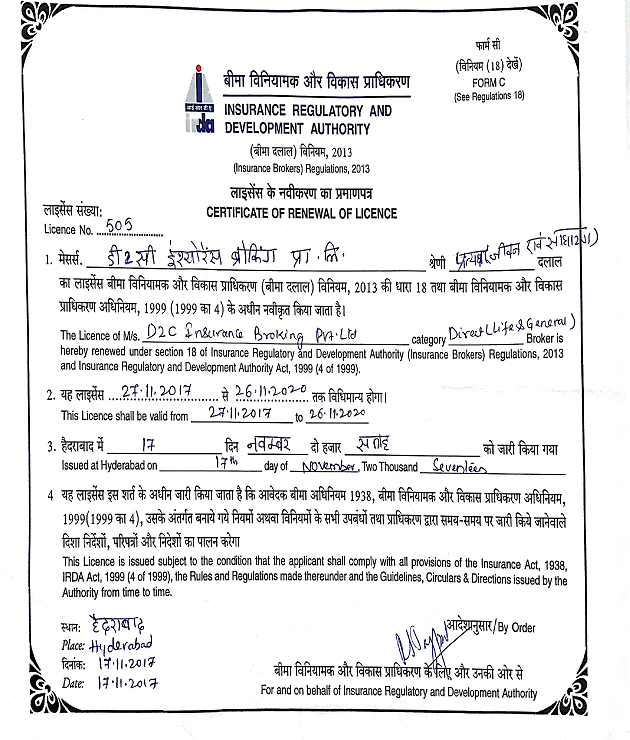 फार्म सी
(विनियम (18) देखें)
FORM C
(See Regulations 18)
बीमा विनियामक और विकास प्राधिकरण
irda
INSURANCE REGULATORY AND
DEVELOPMENT AUTHORITY
(बीमा दलाल) विनियम, 2013
(Insurance Brokers) Regulations, 2013
लाइसेंस के नवीकरण का प्रमाणपत्र
CERTIFICATE OF RENEWAL OF LICENCE
लाइसेंस संख्या:
Licence No. 505
1. मेसर्स. डी2सी इंश्योरेंस ब्रोकिंग प्रा. लि. श्रेणी प्रत्यक्ष (जीवन एवं साधारण) दलाल
का लाइसेंस बीमा विनियामक और विकास प्राधिकरण (बीमा दलाल) विनियम, 2013 की धारा 18 तथा बीमा विनियामक और विकास
प्राधिकरण अधिनियम, 1999 (1999 का 4) के अधीन नवीकृत किया जाता है।
The Licence of M/s. D2C Insurance Broking Pvt. Ltd category Direct (Life & General) Broker is
hereby renewed under section 18 of Insurance Regulatory and Development Authority (Insurance Brokers) Regulations, 2013
and Insurance Regulatory and Development Authority Act, 1999 (4 of 1999).
2. यह लाइसेंस 27.11.2017 से 26.11.2020 तक विधिमान्य होगा।
This Licence shall be valid from 27.11.2017 to 26.11.2020
3. हैदराबाद में 17 दिन नवम्बर दो हजार सत्रह को जारी किया गया
Issued at Hyderabad on 17th day of November, Two Thousand Seventeen
4 यह लाइसेंस इस शर्त के अधीन जारी किया जाता है कि आवेदक बीमा अधिनियम 1938, बीमा विनियामक और विकास प्राधिकरण अधिनियम,
1999(1999 का 4), उसके अंतर्गत बनाये गये नियमों अथवा विनियमों के सभी उपबंधों तथा प्राधिकरण द्वारा समय-समय पर जारी किये जानेवाले
दिशा निर्देशों, परिपत्रों और निदेशों का पालन करेगा
This Licence is issued subject to the condition that the applicant shall comply with all provisions of the Insurance Act, 1938,
IRDA Act, 1999 (4 of 1999), the Rules and Regulations made thereunder and the Guidelines, Circulars & Directions issued by the
Authority from time to time.
स्थान: हैदराबाद
Place: Hyderabad
दिनांक: 17.11.2017
Date: 17.11.2017
आदेशानुसार/By Order
बीमा विनियामक और विकास प्राधिकरण के लिए और उनकी ओर से
For and on behalf of Insurance Regulatory and Development Authority